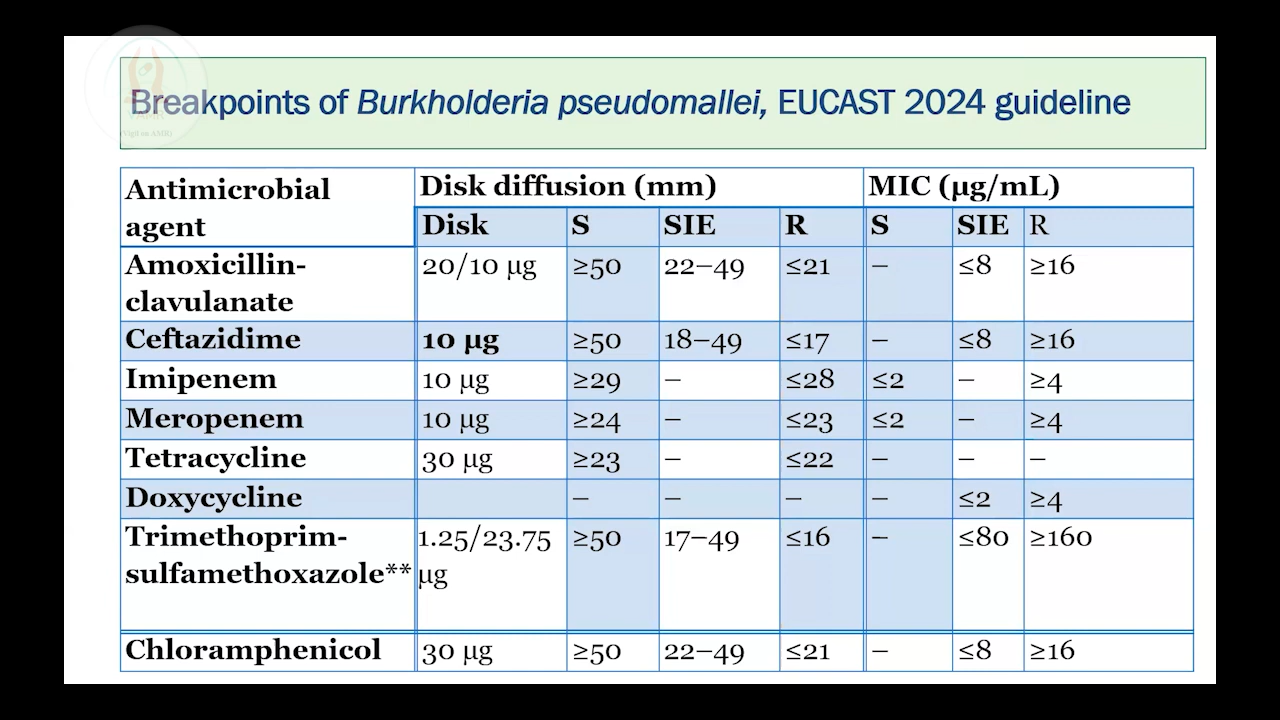 Breakpoints of Burkholderia pseudomallei, EUCAST 2024 guideline
(Vigil on AMR)
Antimicrobial agent Disk diffusion (mm) MIC (µg/mL)
Disk S SIE R S SIE R
Amoxicillin-clavulanate 20/10 µg ≥50 22–49 ≤21 – ≤8 ≥16
Ceftazidime 10 µg ≥50 18–49 ≤17 – ≤8 ≥16
Imipenem 10 µg ≥29 – ≤28 ≤2 – ≥4
Meropenem 10 µg ≥24 – ≤23 ≤2 – ≥4
Tetracycline 30 µg ≥23 – ≤22 – – –
Doxycycline – – – – ≤2 ≥4
Trimethoprim-sulfamethoxazole** 1.25/23.75 µg ≥50 17–49 ≤16 – ≤80 ≥160
Chloramphenicol 30 µg ≥50 22–49 ≤21 – ≤8 ≥16